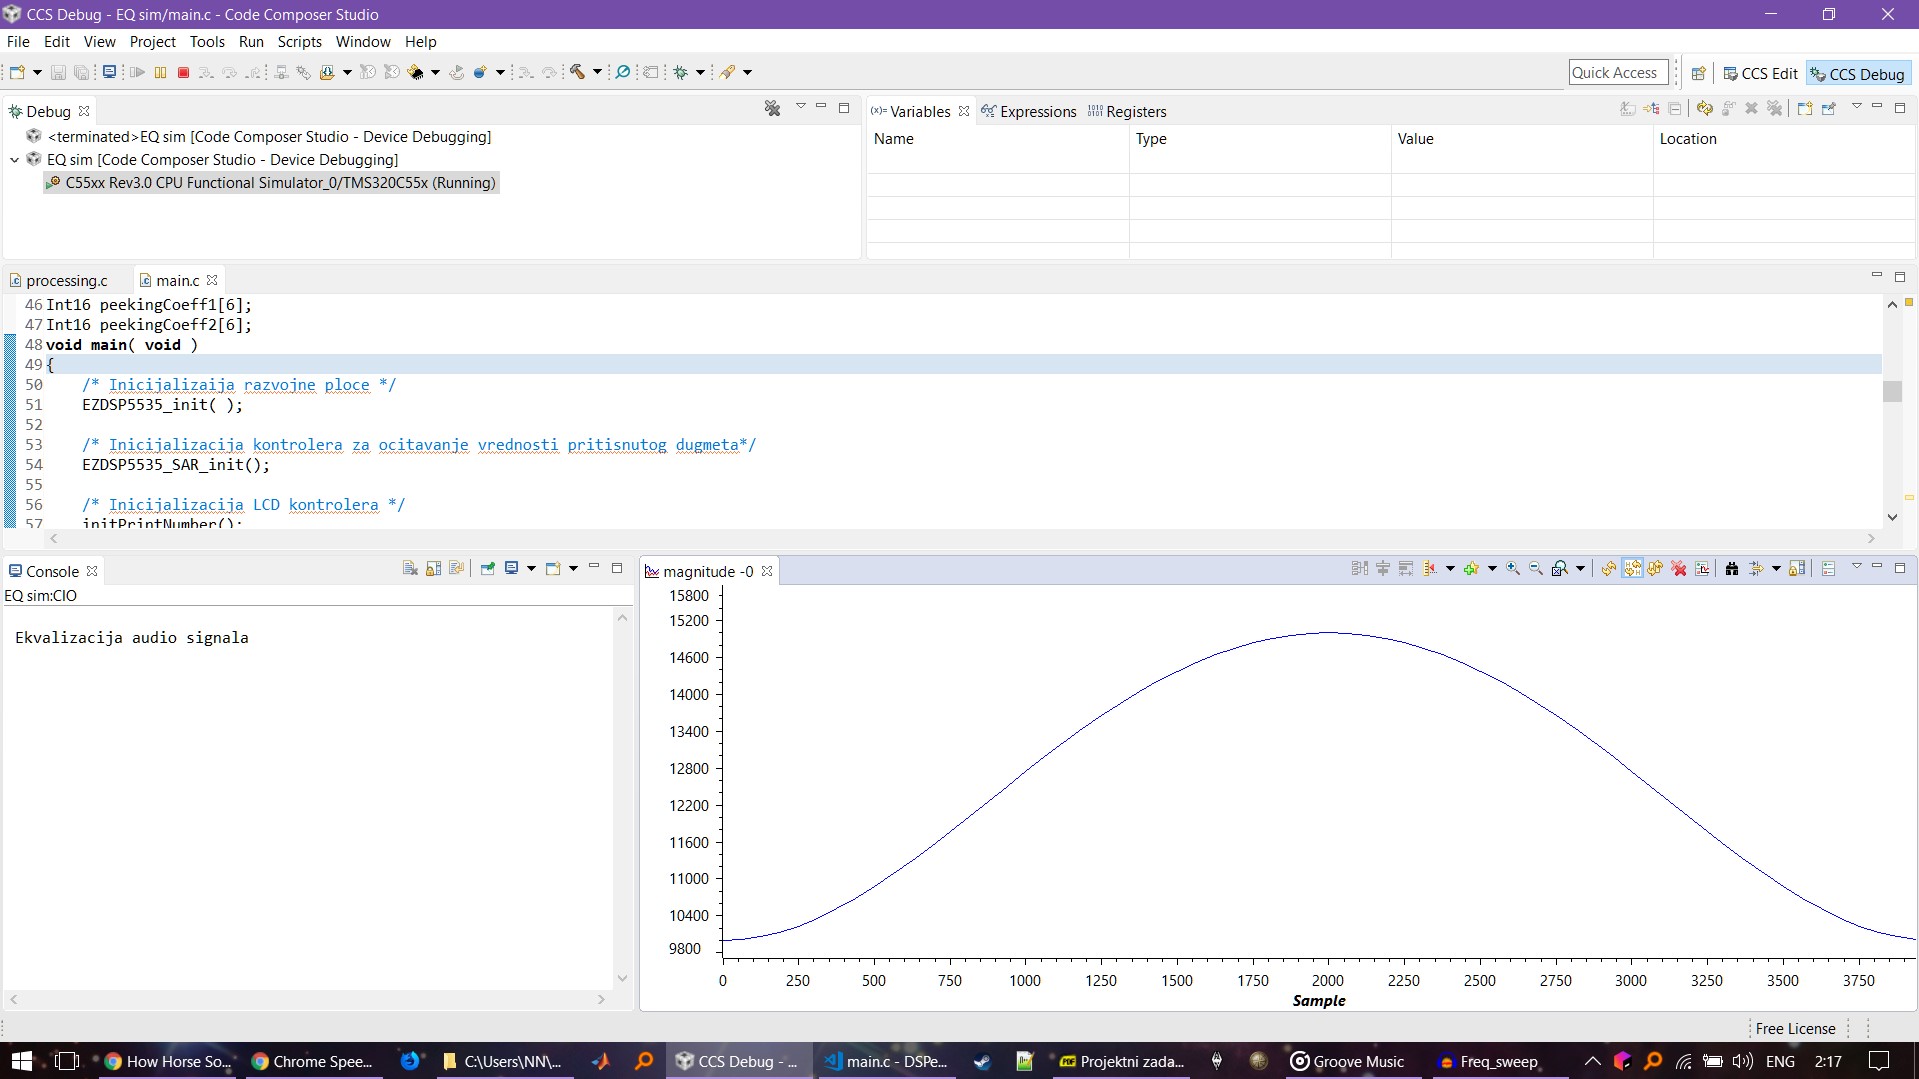 CCS Debug - EQ sim/main.c - Code Composer Studio
File Edit View Project Tools Run Scripts Window Help
Quick Access CCS Edit CCS Debug
Debug
<terminated>EQ sim [Code Composer Studio - Device Debugging]
EQ sim [Code Composer Studio - Device Debugging]
C55xx Rev3.0 CPU Functional Simulator_0/TMS320C55x (Running)
(x)= Variables Expressions Registers
Name Type Value Location
processing.c main.c
46 Int16 peekingCoeff1[6];
47 Int16 peekingCoeff2[6];
48 void main( void )
49 {
50 /* Inicijalizaija razvojne ploce */
51 EZDSP5535_init( );
52
53 /* Inicijalizacija kontrolera za ocitavanje vrednosti pritisnutog dugmeta*/
54 EZDSP5535_SAR_init();
55
56 /* Inicijalizacija LCD kontrolera */
57 initPrintNumber();
Console
EQ sim:CIO
Ekvalizacija audio signala
magnitude -0
15800
15200
14600
14000
13400
12800
12200
11600
11000
10400
9800
0 250 500 750 1000 1250 1500 1750 2000 2250 2500 2750 3000 3250 3500 3750
Sample
Free License
How Horse So... Chrome Spee... C:\Users\NN\... CCS Debug - ... main.c - DSPe... Projektni zada... Groove Music Freq_sweep ENG 2:17